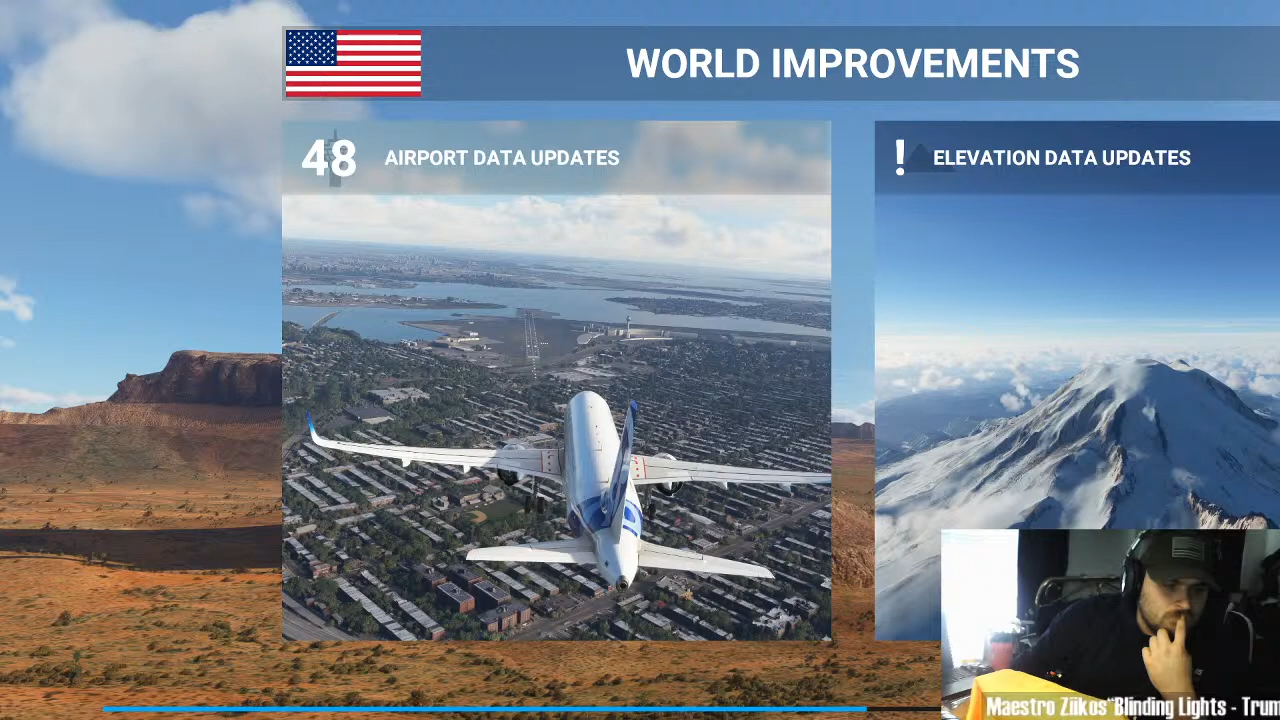 WORLD IMPROVEMENTS
48 AIRPORT DATA UPDATES
! ELEVATION DATA UPDATES
Maestro Ziikos"Blinding Lights - Trum